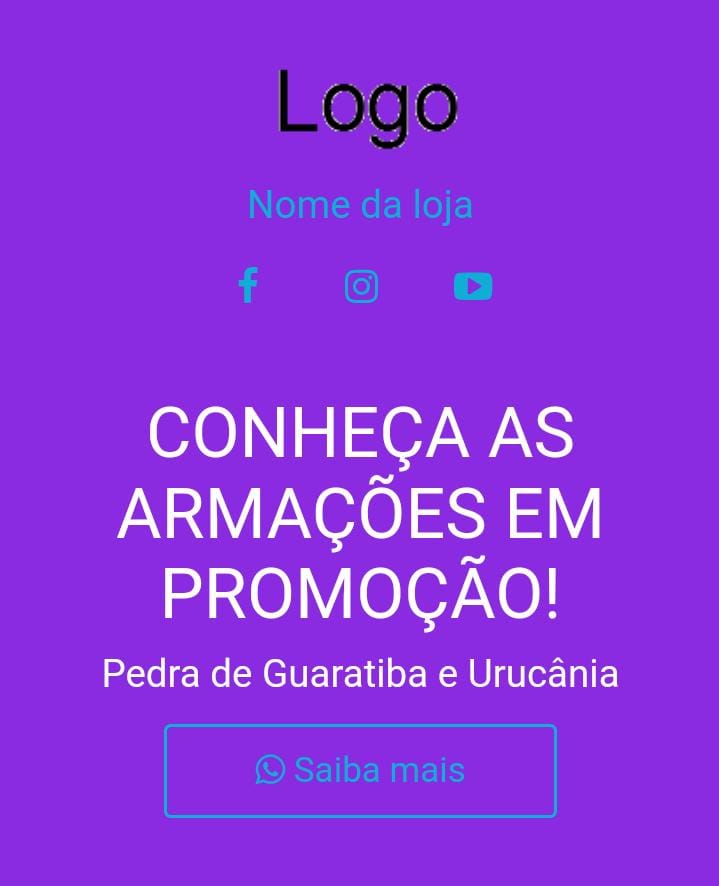 Logo
Nome da loja
CONHEÇA AS
ARMAÇÕES EM
PROMOÇÃO!
Pedra de Guaratiba e Urucânia
Saiba mais